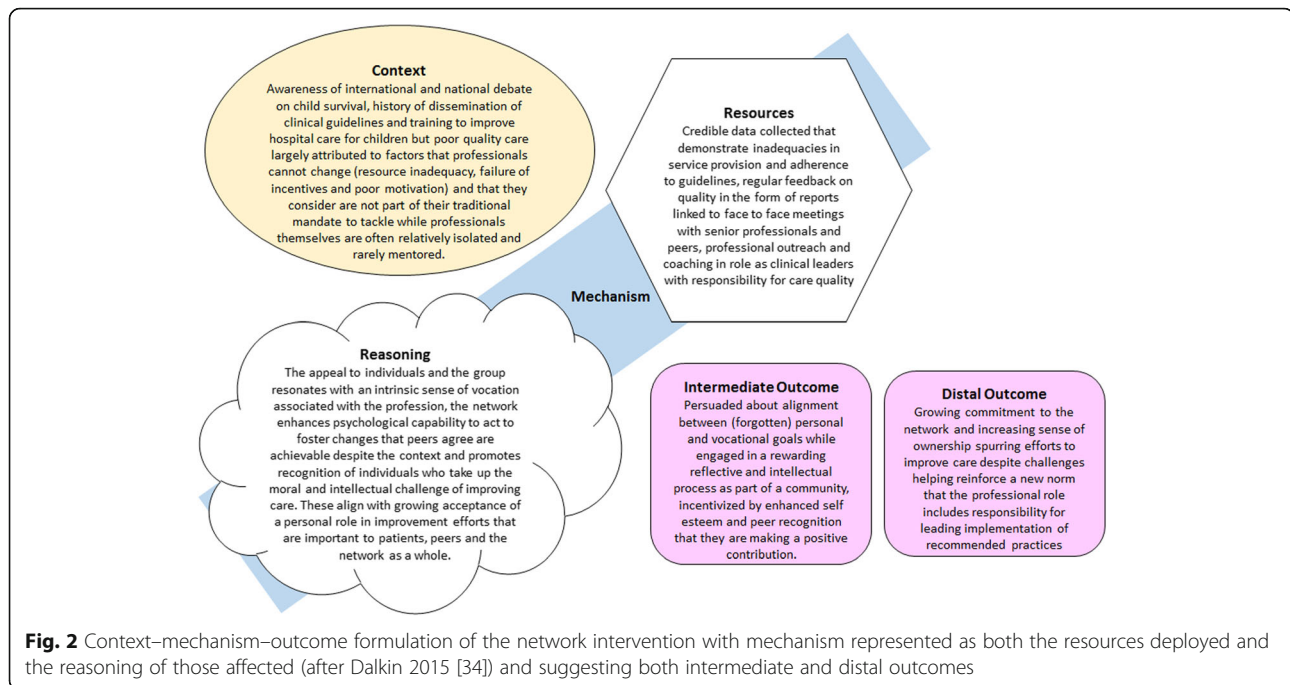 Context
Awareness of international and national debate
on child survival, history of dissemination of
clinical guidelines and training to improve
hospital care for children but poor quality care
largely attributed to factors that professionals
cannot change (resource inadequacy, failure of
incentives and poor motivation) and that they
consider are not part of their traditional
mandate to tackle while professionals
themselves are often relatively isolated and
rarely mentored.
Resources
Credible data collected that
demonstrate inadequacies in
service provision and adherence
to guidelines, regular feedback on
quality in the form of reports
linked to face to face meetings
with senior professionals and
peers, professional outreach and
coaching in role as clinical leaders
with responsibility for care quality
Mechanism
Reasoning
The appeal to individuals and the group
resonates with an intrinsic sense of vocation
associated with the profession, the network
enhances psychological capability to act to
foster changes that peers agree are
achievable despite the context and promotes
recognition of individuals who take up the
moral and intellectual challenge of improving
care. These align with growing acceptance of
a personal role in improvement efforts that
are important to patients, peers and the
network as a whole.
Intermediate Outcome
Persuaded about alignment
between (forgotten) personal
and vocational goals while
engaged in a rewarding
reflective and intellectual
process as part of a community,
incentivized by enhanced self
esteem and peer recognition
that they are making a positive
contribution.
Distal Outcome
Growing commitment to the
network and increasing sense of
ownership spurring efforts to
improve care despite challenges
helping reinforce a new norm
that the professional role
includes responsibility for
leading implementation of
recommended practices
Fig. 2 Context–mechanism–outcome formulation of the network intervention with mechanism represented as both the resources deployed and
the reasoning of those affected (after Dalkin 2015 [34]) and suggesting both intermediate and distal outcomes